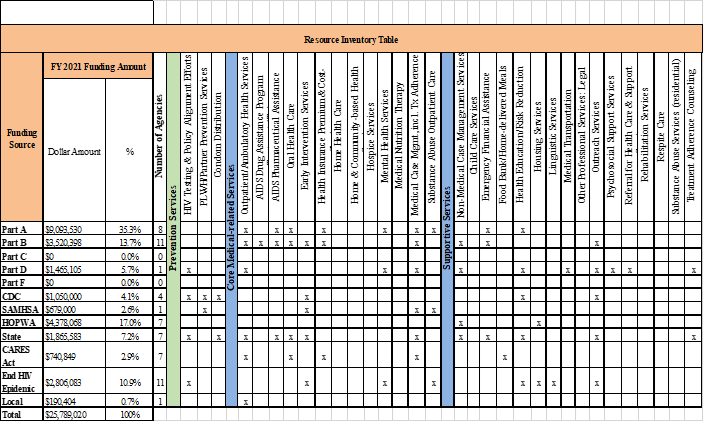 Resource Inventory Table
Funding Source
FY 2021 Funding Amount
Dollar Amount
%
Number of Agencies
Prevention Services
HIV Testing & Policy Alignment Efforts
PLWH/Partner Prevention Services
Condom Distribution
Core Medical-related Services
Outpatient/Ambulatory Health Services
AIDS Drug Assistance Program
AIDS Pharmaceutical Assistance
Oral Health Care
Early Intervention Services
Health Insurance Premium & Cost-
Home Health Care
Home & Community-based Health
Hospice Services
Mental Health Services
Medical Nutrition Therapy
Medical Case Mgmt, incl. Tx Adherence
Substance Abuse Outpatient Care
Supportive Services
Non-Medical Case Management Services
Child Care Services
Emergency Financial Assistance
Food Bank/Home-delivered Meals
Health Education/Risk Reduction
Housing Services
Linguistic Services
Medical Transportation
Other Professional Services: Legal
Outreach Services
Psychosocial Support Services
Referral for Health Care & Support
Rehabilitation Services
Respite Care
Substance Abuse Services (residential)
Treatment Adherence Counseling
Part A $9,093,530 35.3% 8 x x x x x x x x x
Part B $3,520,398 13.7% 11 x x x x x x x x x x
Part C $0 0.0% 0
Part D $1,465,105 5.7% 1 x x x x x x x x x x x
Part F $0 0.0% 0
CDC $1,050,000 4.1% 4 x x x x x x
SAMHSA $679,000 2.6% 1 x x x x
HOPWA $4,378,068 17.0% 7 x x
State $1,865,583 7.2% 7 x x x x x x x x x x x x
CARES Act $740,849 2.9% 7 x x x x x
End HIV Epidemic $2,806,083 10.9% 11 x x x x x x x x
Local $190,404 0.7% 1 x
Total $25,789,020 100%